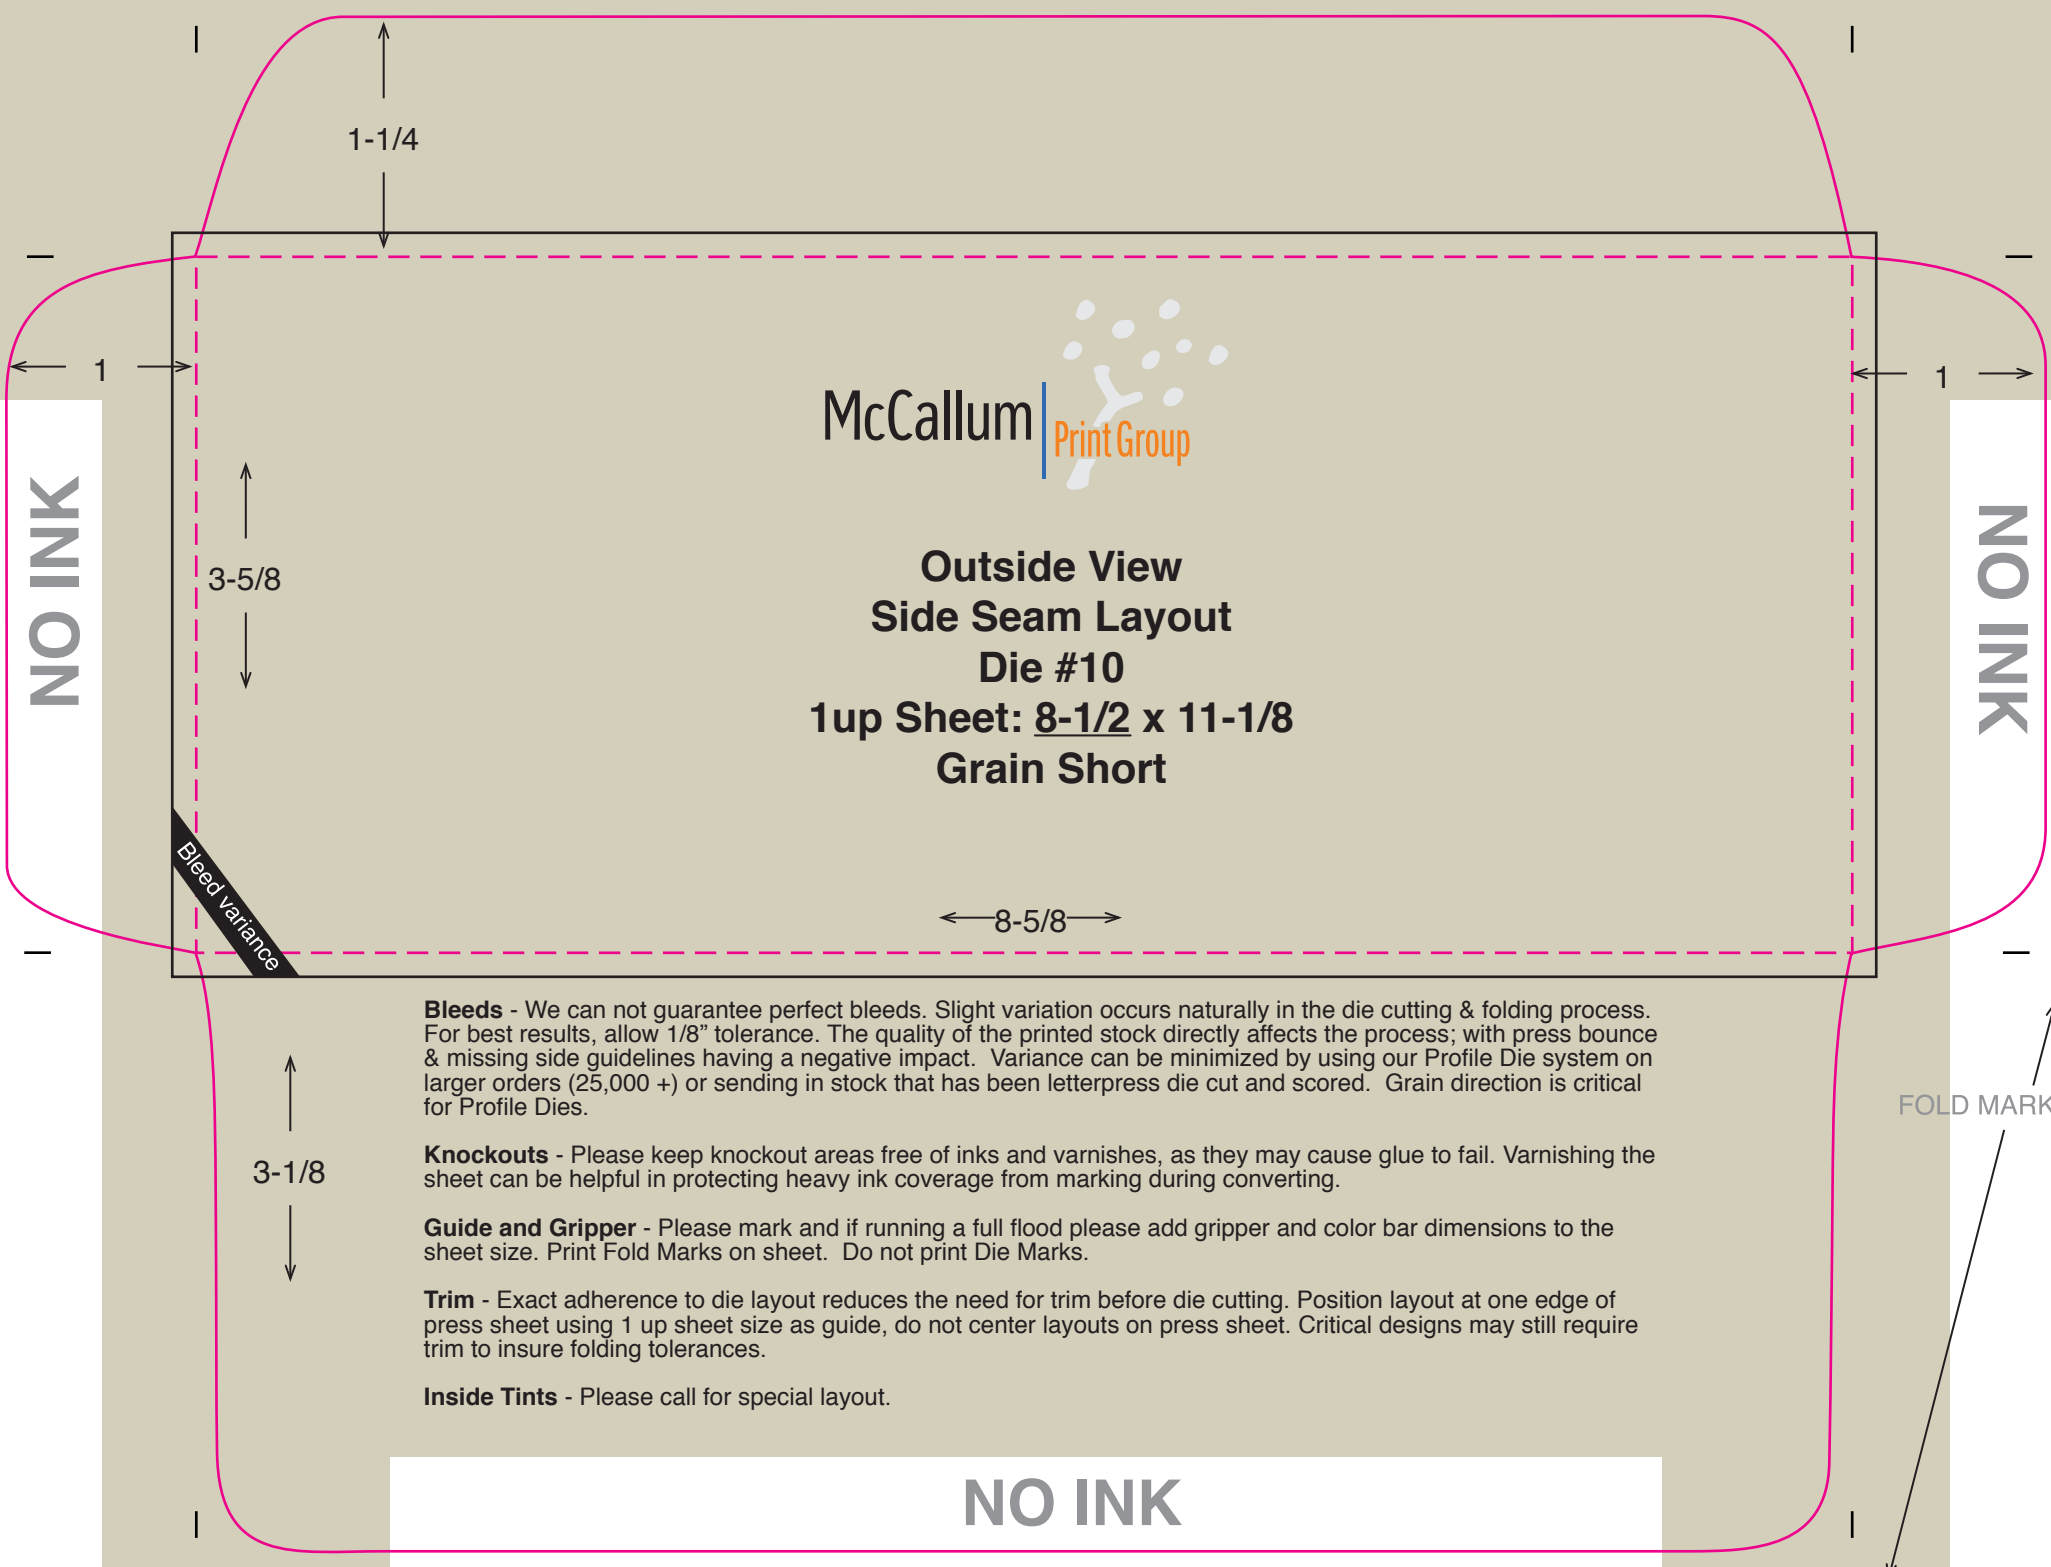 1-1/4
1
1
McCallum
Print Group
NO INK
NO INK
3-5/8
Outside View
Side Seam Layout
Die #10
1up Sheet: 8-1/2 x 11-1/8
Grain Short
Bleed variance
8-5/8
Bleeds - We can not guarantee perfect bleeds. Slight variation occurs naturally in the die cutting & folding process.
For best results, allow 1/8” tolerance. The quality of the printed stock directly affects the process; with press bounce
& missing side guidelines having a negative impact.  Variance can be minimized by using our Profile Die system on
larger orders (25,000 +) or sending in stock that has been letterpress die cut and scored.  Grain direction is critical
for Profile Dies.
FOLD MARK
3-1/8
Knockouts - Please keep knockout areas free of inks and varnishes, as they may cause glue to fail. Varnishing the
sheet can be helpful in protecting heavy ink coverage from marking during converting.
Guide and Gripper - Please mark and if running a full flood please add gripper and color bar dimensions to the
sheet size. Print Fold Marks on sheet.  Do not print Die Marks.
Trim - Exact adherence to die layout reduces the need for trim before die cutting. Position layout at one edge of
press sheet using 1 up sheet size as guide, do not center layouts on press sheet. Critical designs may still require
trim to insure folding tolerances.
Inside Tints - Please call for special layout.
NO INK